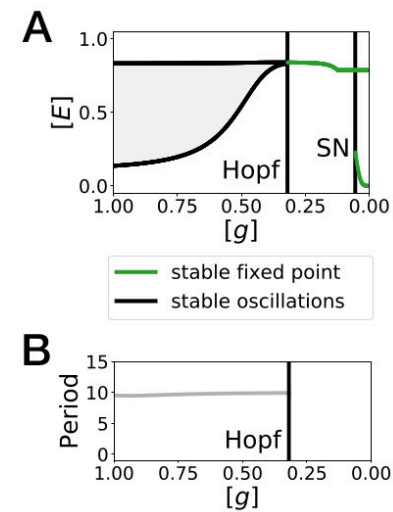 A
1.0
0.5
0.0
[E]
Hopf
SN
1.00 0.75 0.50 0.25 0.00
[g]
stable fixed point
stable oscillations
B
15
10
5
0
Period
Hopf
1.00 0.75 0.50 0.25 0.00
[g]